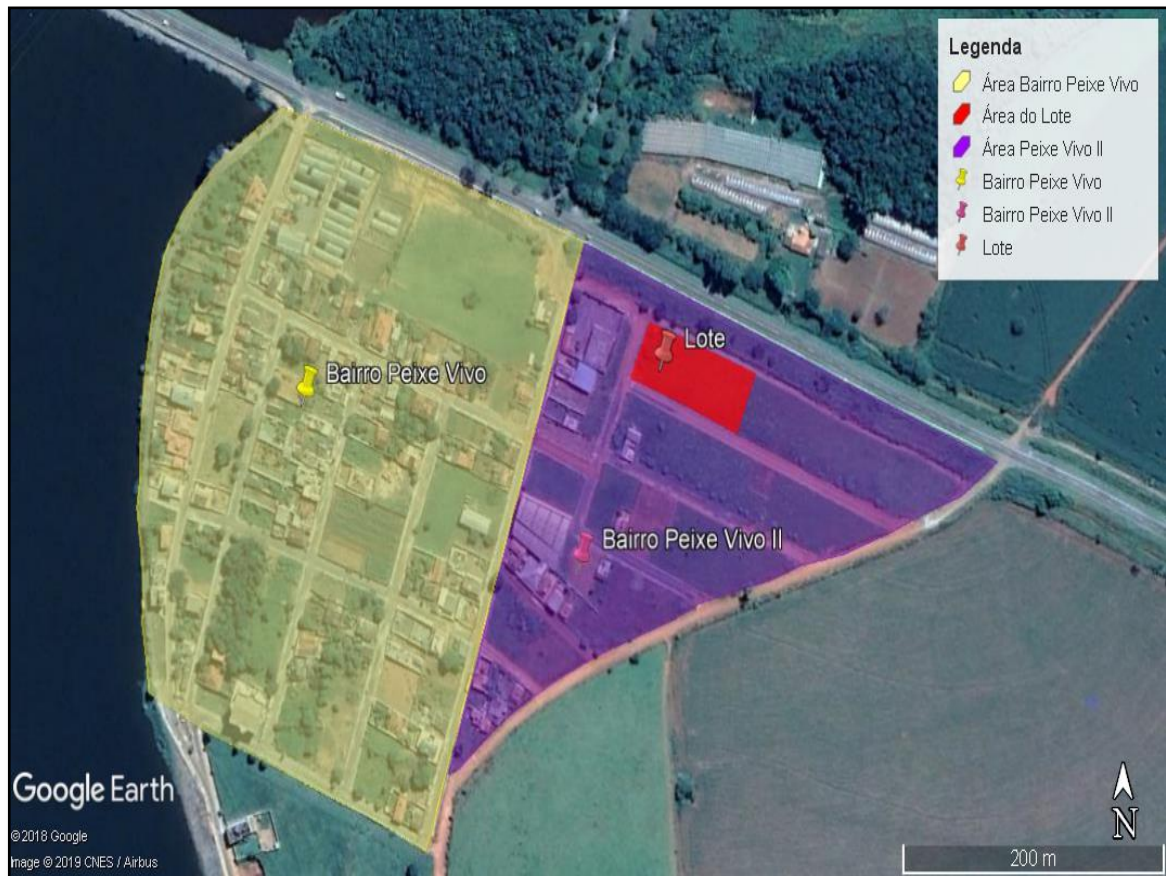 Legenda
Área Bairro Peixe Vivo
Área do Lote
Área Peixe Vivo II
Bairro Peixe Vivo
Bairro Peixe Vivo II
Lote
Lote
Bairro Peixe Vivo
Bairro Peixe Vivo II
Google Earth
©2018 Google
Image © 2019 CNES / Airbus
N
200 m